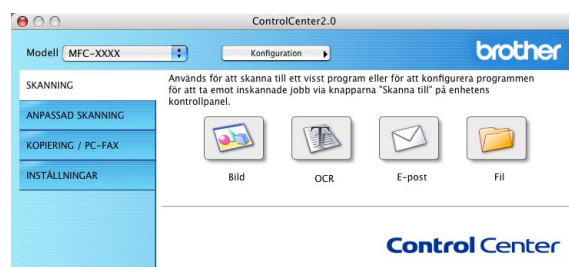 ControlCenter2.0
Modell MFC-XXXX Konfiguration brother
SKANNING
ANPASSAD SKANNING
KOPIERING / PC-FAX
INSTÄLLNINGAR
Används för att skanna till ett visst program eller för att konfigurera programmen
för att ta emot inskannade jobb via knapparna "Skanna till" på enhetens
kontrollpanel.
Bild OCR E-post Fil
Control Center